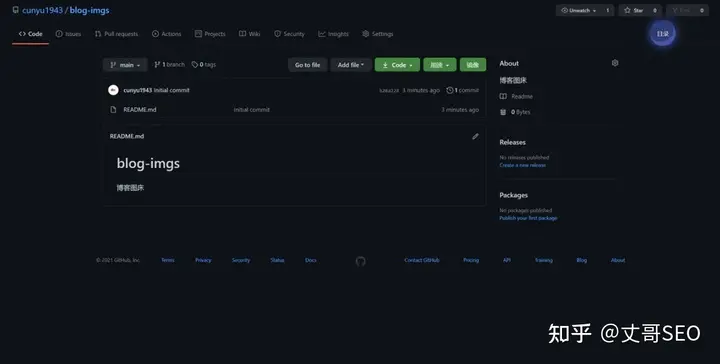 cunyu1943 / blog-imgs
Unwatch 1 Star 0 0
Code Issues Pull requests Actions Projects Wiki Security Insights Settings
目录
main 1 branch 0 tags Go to file Add file Code 镜像
cunyu1943 Initial commit 3 minutes ago 1 commit
README.md Initial commit 3 minutes ago
README.md
blog-imgs
博客图床
About
博客图床
Readme
0 Bytes
Releases
No releases published
Create a new release
Packages
No packages published
Publish your first package
© 2021 GitHub, Inc. Terms Privacy Security Status Docs Contact GitHub Pricing API Training Blog About
知乎 @丈哥SEO